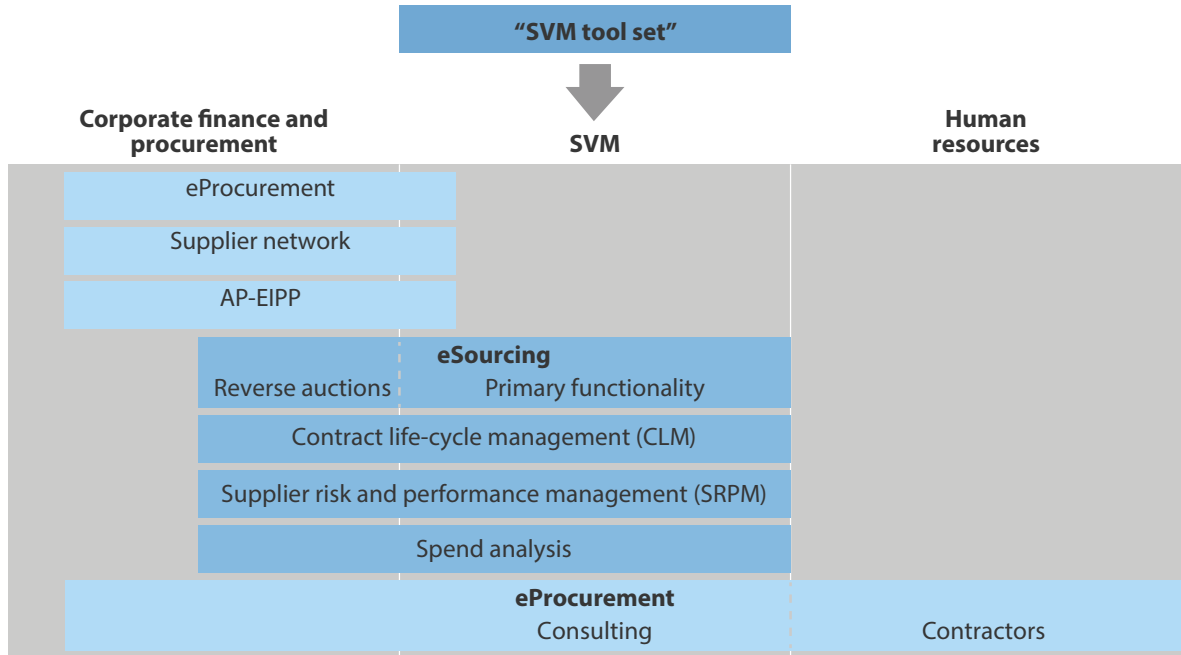 “SVM tool set”
Corporate finance and
procurement
SVM
Human
resources
eProcurement
Supplier network
AP-EIPP
eSourcing
Reverse auctions
Primary functionality
Contract life-cycle management (CLM)
Supplier risk and performance management (SRPM)
Spend analysis
eProcurement
Consulting
Contractors